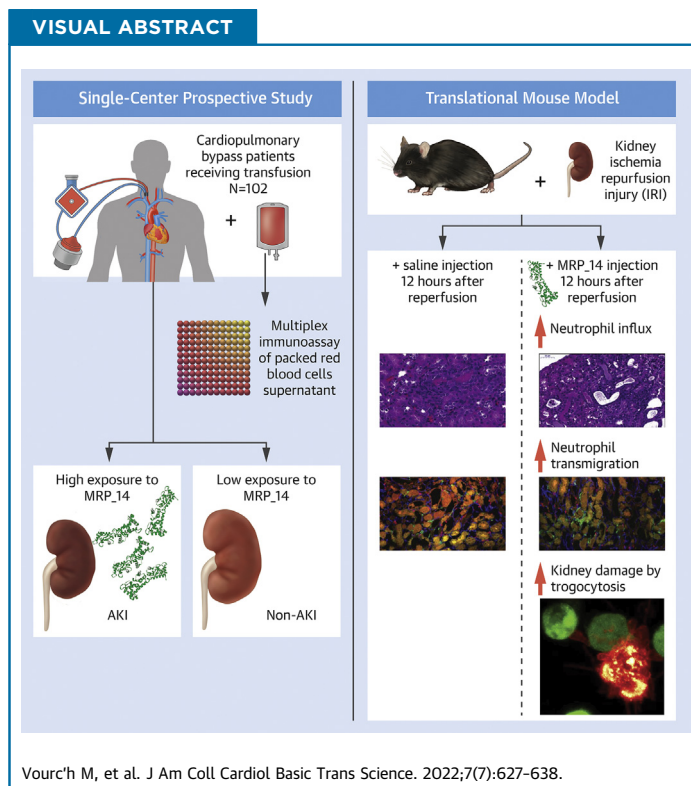 VISUAL ABSTRACT
Single-Center Prospective Study
Cardiopulmonary
bypass patients
receiving transfusion
N=102
+
Multiplex
immunoassay
of packed red
blood cells
supernatant
High exposure to
MRP_14
AKI
Low exposure to
MRP_14
Non-AKI
Translational Mouse Model
+
Kidney
ischemia
repurfusion
injury (IRI)
+ saline injection
12 hours after
reperfusion
+ MRP_14 injection
12 hours after
reperfusion
Neutrophil influx
Neutrophil
transmigration
Kidney damage by
trogocytosis
Vourc'h M, et al. J Am Coll Cardiol Basic Trans Science. 2022;7(7):627-638.